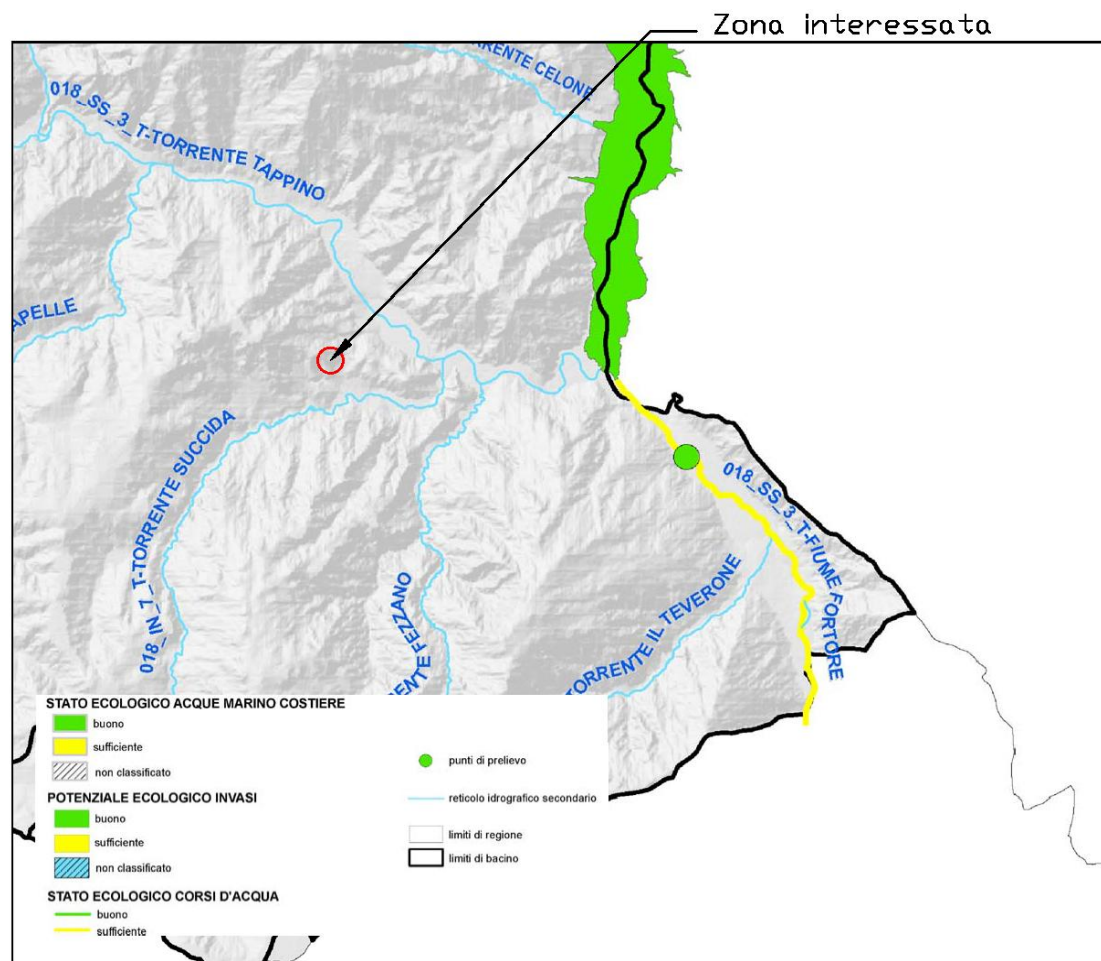 Zona interessata
TORRENTE CELONE
018_SS_3_T-TORRENTE TAPPINO
APELLE
018_IN_7_T-TORRENTE SUCCIDA
018_SS_3_T-FIUME FORTORE
ENTE FEZZANO
TORRENTE IL TEVERONE
STATO ECOLOGICO ACQUE MARINO COSTIERE
buono
sufficiente
non classificato
punti di prelievo
POTENZIALE ECOLOGICO INVASI
reticolo idrografico secondario
buono
sufficiente
limiti di regione
non classificato
limiti di bacino
STATO ECOLOGICO CORSI D'ACQUA
buono
sufficiente